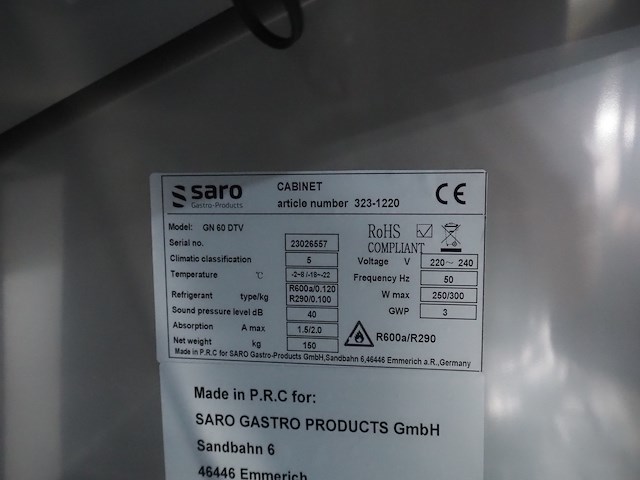 saro CABINET
Gastro-Products article number 323-1220 CE
Model: GN 60 DTV RoHS
COMPLIANT
Serial no. 23026557
Climatic classification 5 Voltage V 220~ 240
Temperature °C -2~8 /-18~-22 Frequency Hz 50
Refrigerant type/kg R600a/0.120 W max 250/300
R290/0.100
Sound pressure level dB 40 GWP 3
Absorption A max 1.5/2.0 R600a/R290
Net weight kg 150
Made in P.R.C for SARO Gastro-Products GmbH,Sandbahn 6,46446 Emmerich a.R.,Germany
Made in P.R.C for:
SARO GASTRO PRODUCTS GmbH
Sandbahn 6
46446 Emmerich